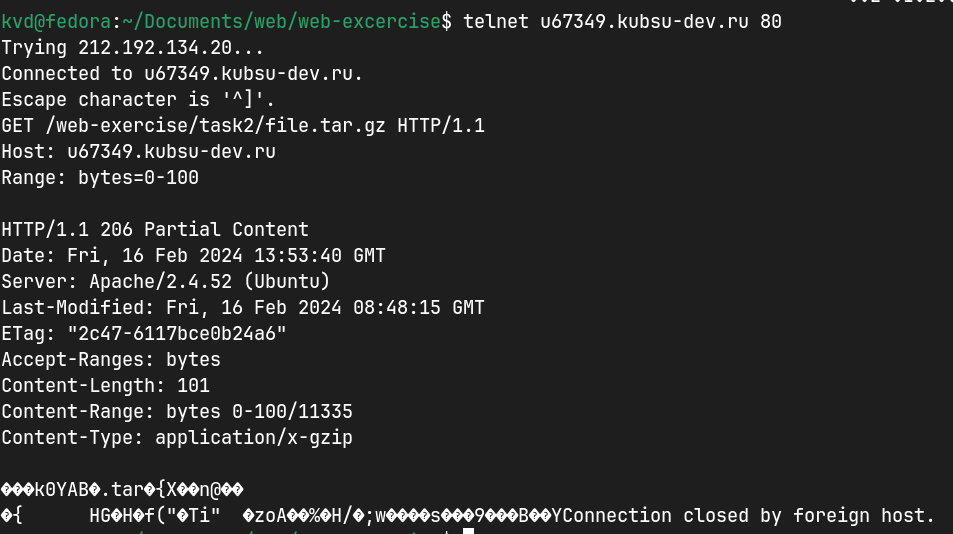 kvd@fedora:~/Documents/web/web-excercise$ telnet u67349.kubsu-dev.ru 80
Trying 212.192.134.20...
Connected to u67349.kubsu-dev.ru.
Escape character is '^]'.
GET /web-exercise/task2/file.tar.gz HTTP/1.1
Host: u67349.kubsu-dev.ru
Range: bytes=0-100

HTTP/1.1 206 Partial Content
Date: Fri, 16 Feb 2024 13:53:40 GMT
Server: Apache/2.4.52 (Ubuntu)
Last-Modified: Fri, 16 Feb 2024 08:48:15 GMT
ETag: "2c47-6117bce0b24a6"
Accept-Ranges: bytes
Content-Length: 101
Content-Range: bytes 0-100/11335
Content-Type: application/x-gzip

���k0YAB�.tar�{X��n@��
�{      HG�H�f("�Ti"  �zoA��%�H/�;w����s���9���B��YConnection closed by foreign host.